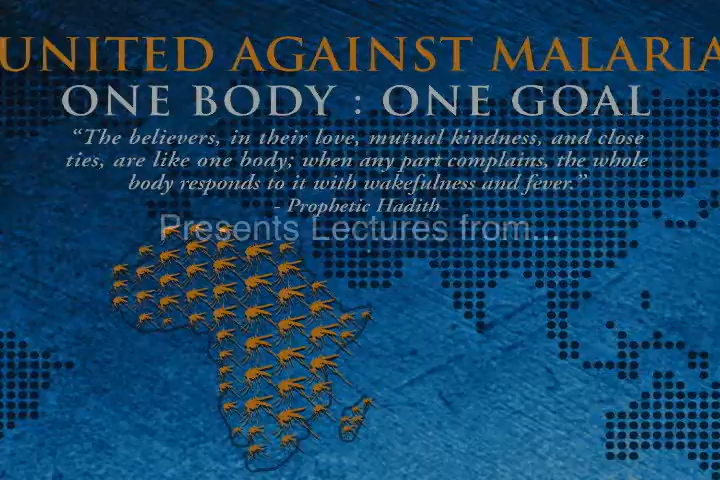 UNITED AGAINST MALARIA
ONE BODY : ONE GOAL
“The believers, in their love, mutual kindness, and close
ties, are like one body; when any part complains, the whole
body responds to it with wakefulness and fever.”
- Prophetic Hadith
Presents Lectures from...